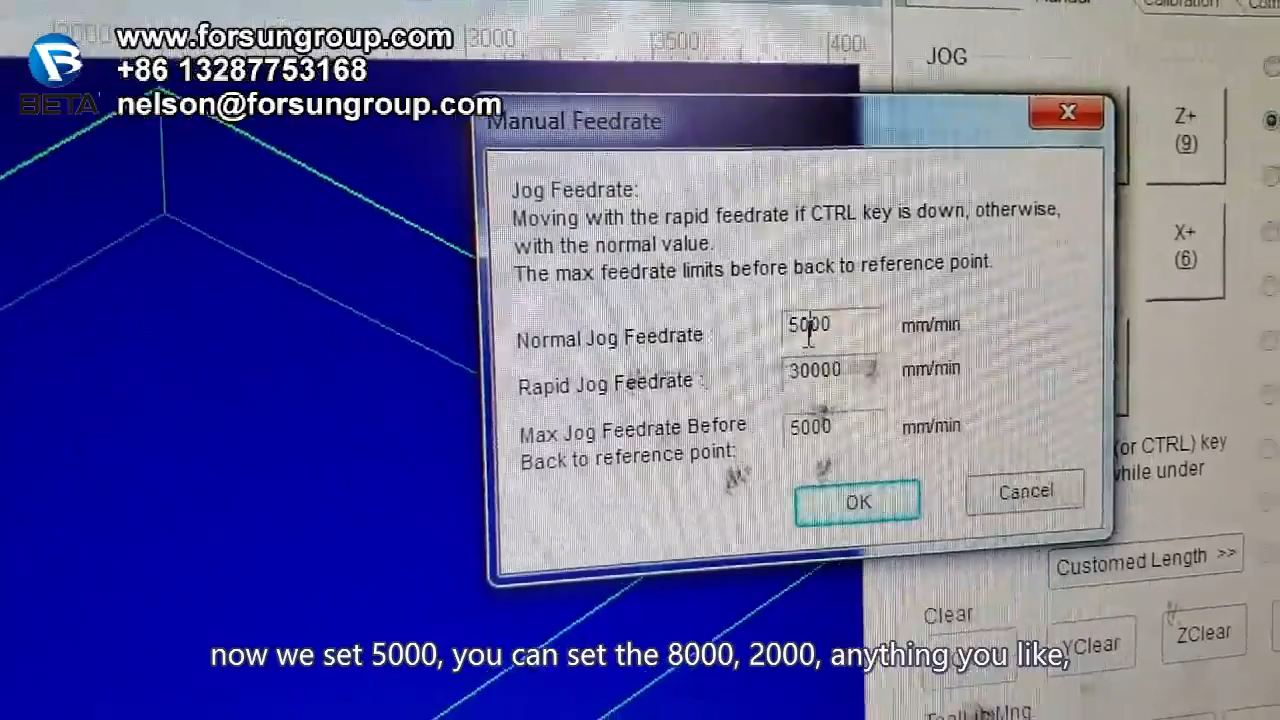 www.forsungroup.com
+86 13287753168
BETA
nelson@forsungroup.com
3000
3500
JOG
Manual Feedrate
X
Z+
(9)
Jog Feedrate:
Moving with the rapid feedrate if CTRL key is down, otherwise,
with the normal value.
The max feedrate limits before back to reference point.
X+
(6)
Normal Jog Feedrate : 5000 mm/min
Rapid Jog Feedrate : 30000 mm/min
Max Jog Feedrate Before
Back to reference point: 5000 mm/min
OK Cancel
(or CTRL) key
while under
Customed Length >>
Clear
YClear ZClear
now we set 5000, you can set the 8000, 2000, anything you like,